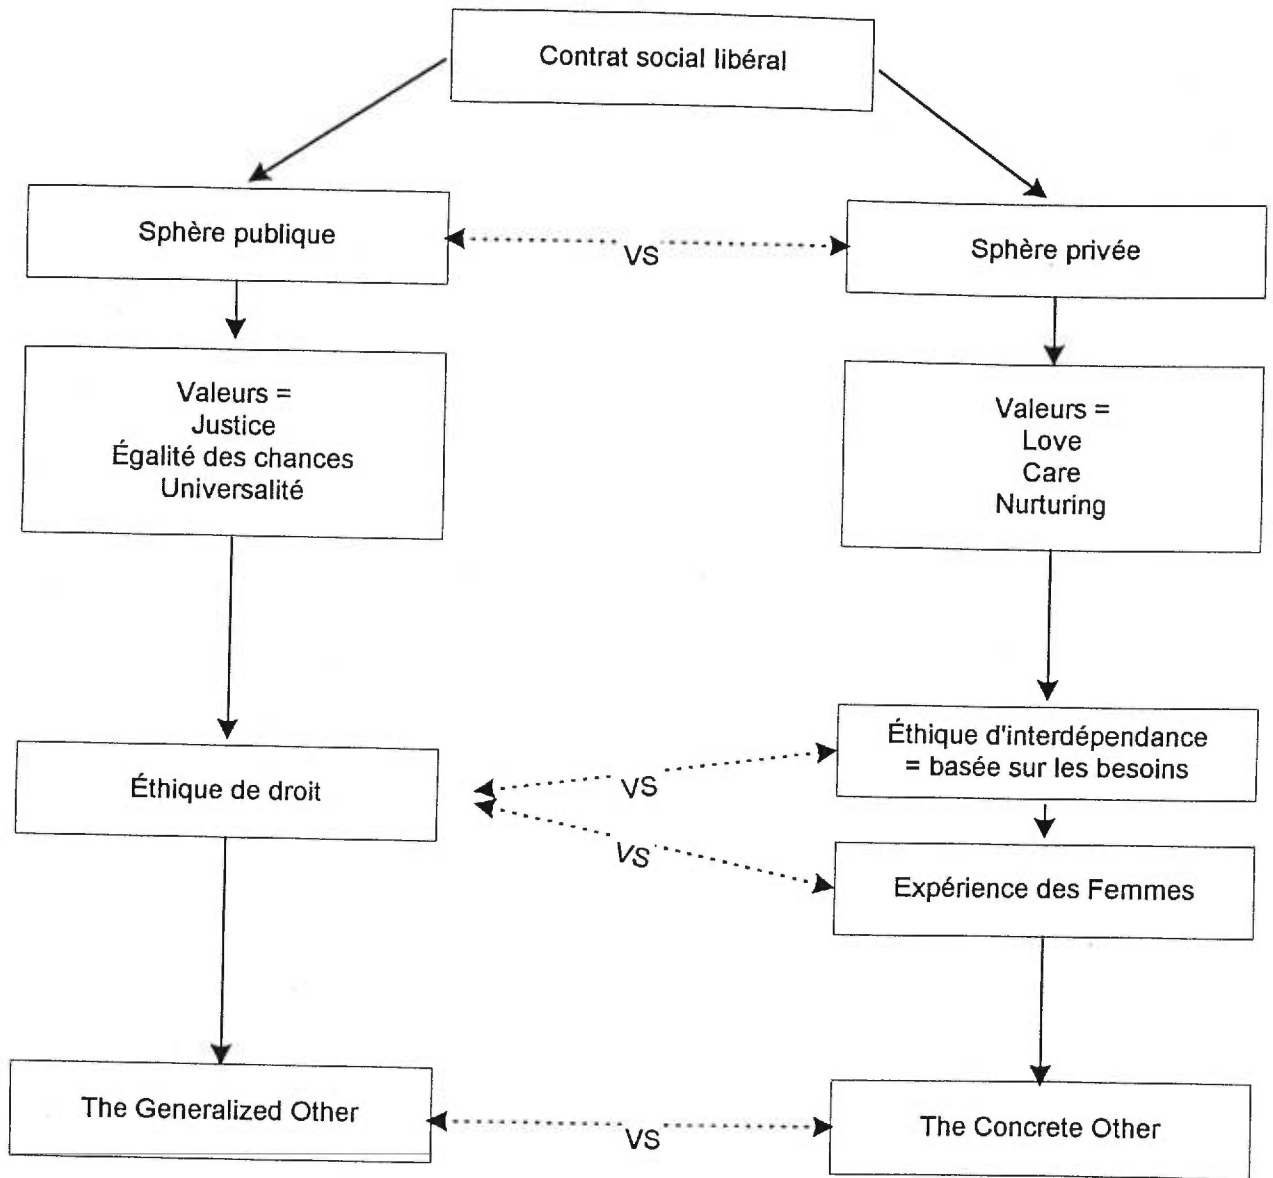 Contrat social libéral
Sphère publique
VS
Sphère privée
Valeurs =
Justice
Égalité des chances
Universalité
Valeurs =
Love
Care
Nurturing
Éthique de droit
VS
Éthique d'interdépendance
= basée sur les besoins
VS
Expérience des Femmes
The Generalized Other
VS
The Concrete Other